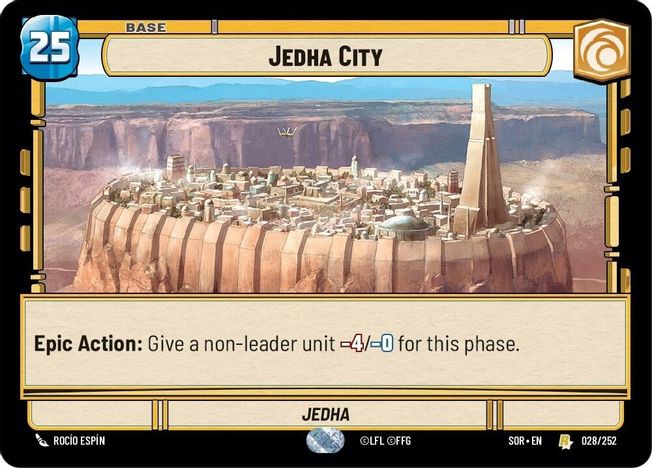 BASE
25
JEDHA CITY
Epic Action: Give a non-leader unit -4/-0 for this phase.
JEDHA
ROCÍO ESPÍN
©LFL ©FFG
SOR • EN
R
028/252